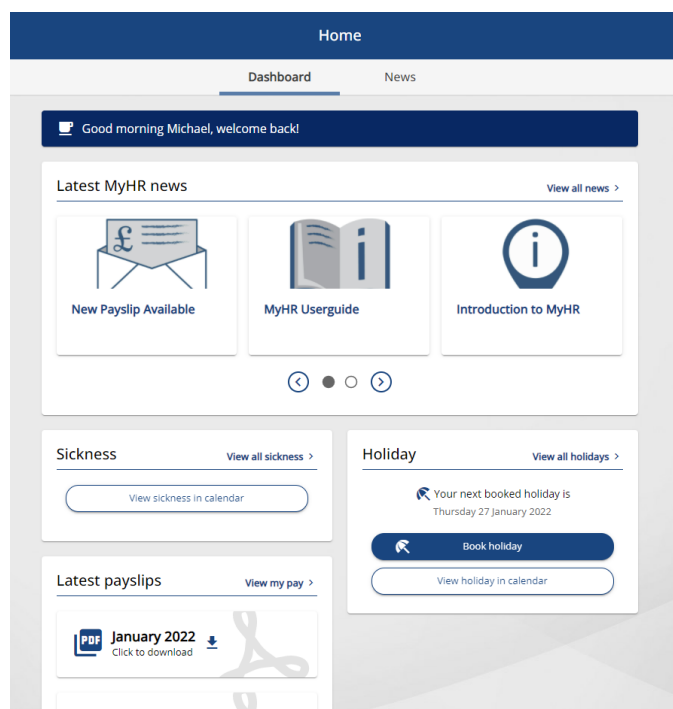 Home
Dashboard
News
Good morning Michael, welcome back!
Latest MyHR news
View all news >
£
i
i
New Payslip Available
MyHR Userguide
Introduction to MyHR
Sickness
View all sickness >
View sickness in calendar
Holiday
View all holidays >
Your next booked holiday is
Thursday 27 January 2022
Book holiday
View holiday in calendar
Latest payslips
View my pay >
PDF
January 2022
Click to download